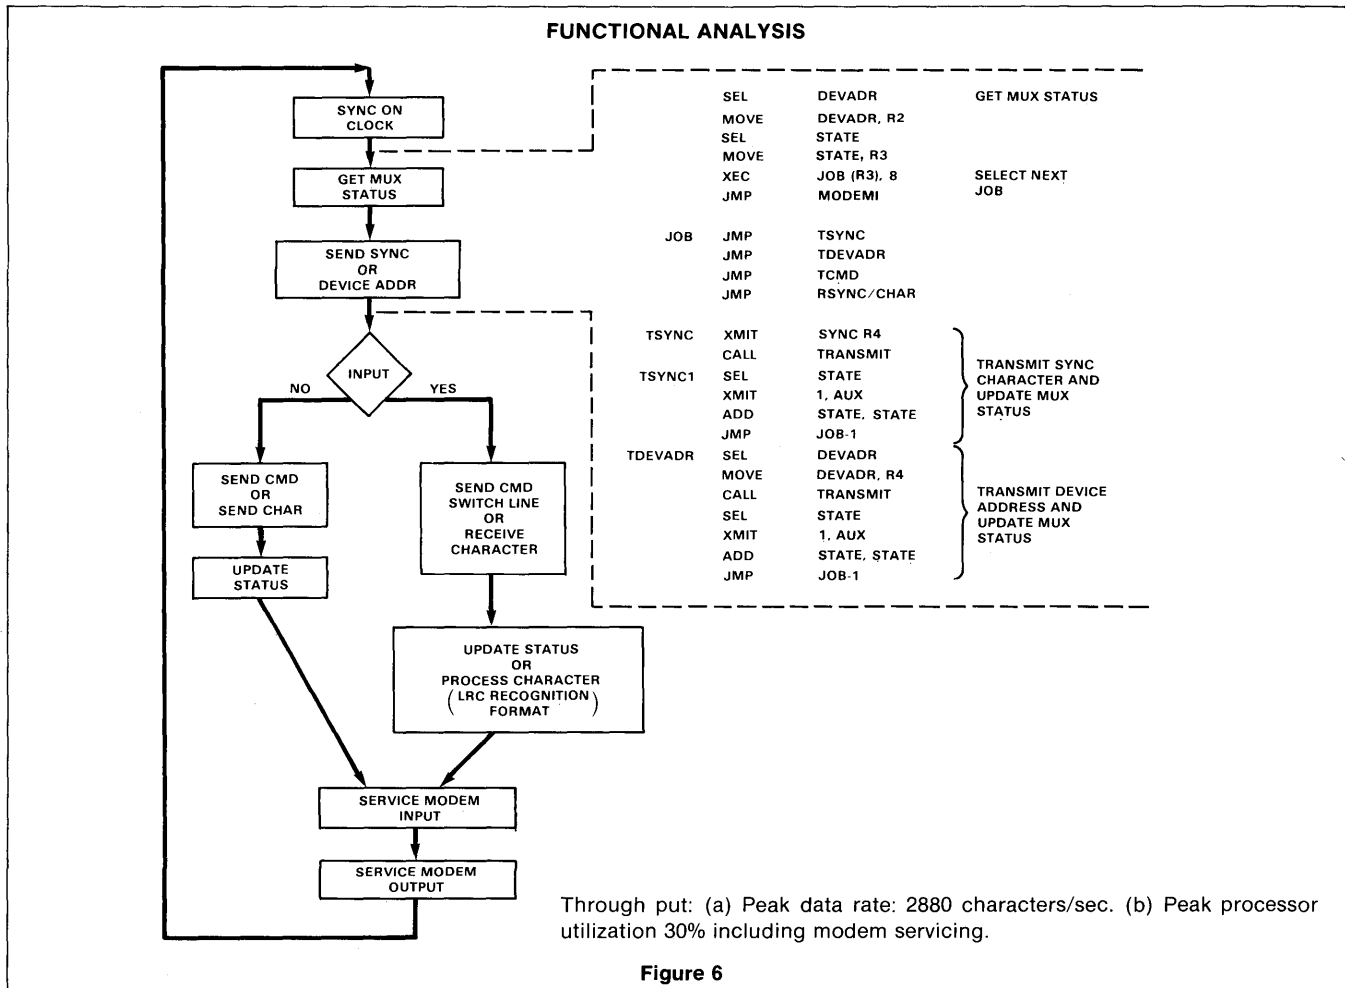 FUNCTIONAL ANALYSIS
SYNC ON
CLOCK
GET MUX
STATUS
SEND SYNC
OR
DEVICE ADDR
INPUT
NO
YES
SEND CMD
OR
SEND CHAR
UPDATE
STATUS
SEND CMD
SWITCH LINE
OR
RECEIVE
CHARACTER
UPDATE STATUS
OR
PROCESS CHARACTER
( LRC RECOGNITION )
FORMAT
SERVICE MODEM
INPUT
SERVICE MODEM
OUTPUT
SEL DEVADR GET MUX STATUS
MOVE DEVADR, R2
SEL STATE
MOVE STATE, R3
XEC JOB (R3), 8 SELECT NEXT
JMP MODEMI JOB
JOB JMP TSYNC
JMP TDEVADR
JMP TCMD
JMP RSYNC/CHAR
TSYNC XMIT SYNC R4
CALL TRANSMIT
TSYNC1 SEL STATE
XMIT 1, AUX
ADD STATE, STATE
JMP JOB-1
TRANSMIT SYNC
CHARACTER AND
UPDATE MUX
STATUS
TDEVADR SEL DEVADR
MOVE DEVADR, R4
CALL TRANSMIT
SEL STATE
XMIT 1, AUX
ADD STATE, STATE
JMP JOB-1
TRANSMIT DEVICE
ADDRESS AND
UPDATE MUX
STATUS
Through put: (a) Peak data rate: 2880 characters/sec. (b) Peak processor
utilization 30% including modem servicing.
Figure 6